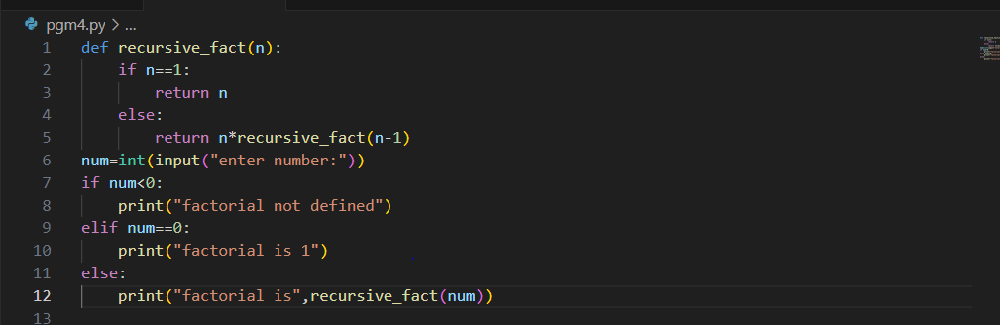 pgm4.py > ...
1 def recursive_fact(n):
2     if n==1:
3         return n
4     else:
5         return n*recursive_fact(n-1)
6 num=int(input("enter number:"))
7 if num<0:
8     print("factorial not defined")
9 elif num==0:
10     print("factorial is 1")
11 else:
12     print("factorial is",recursive_fact(num))
13